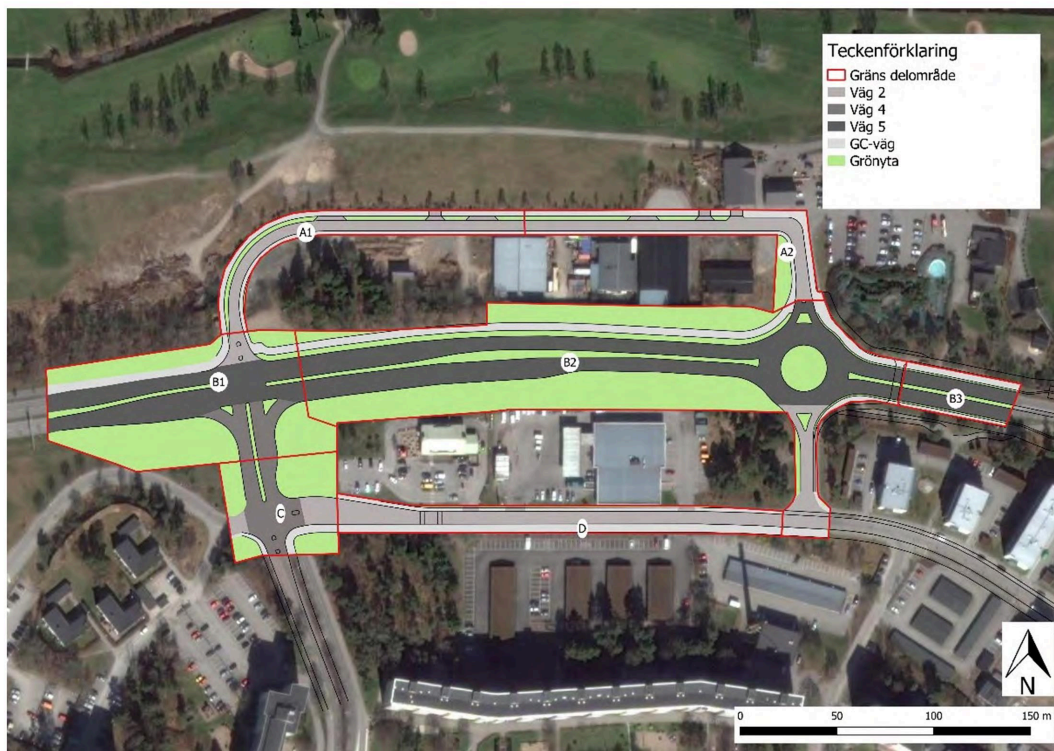 Teckenförklaring
Gräns delområde
Väg 2
Väg 4
Väg 5
GC-väg
Grönyta
A1
A2
B1
B2
B3
C
D
N
0 50 100 150 m